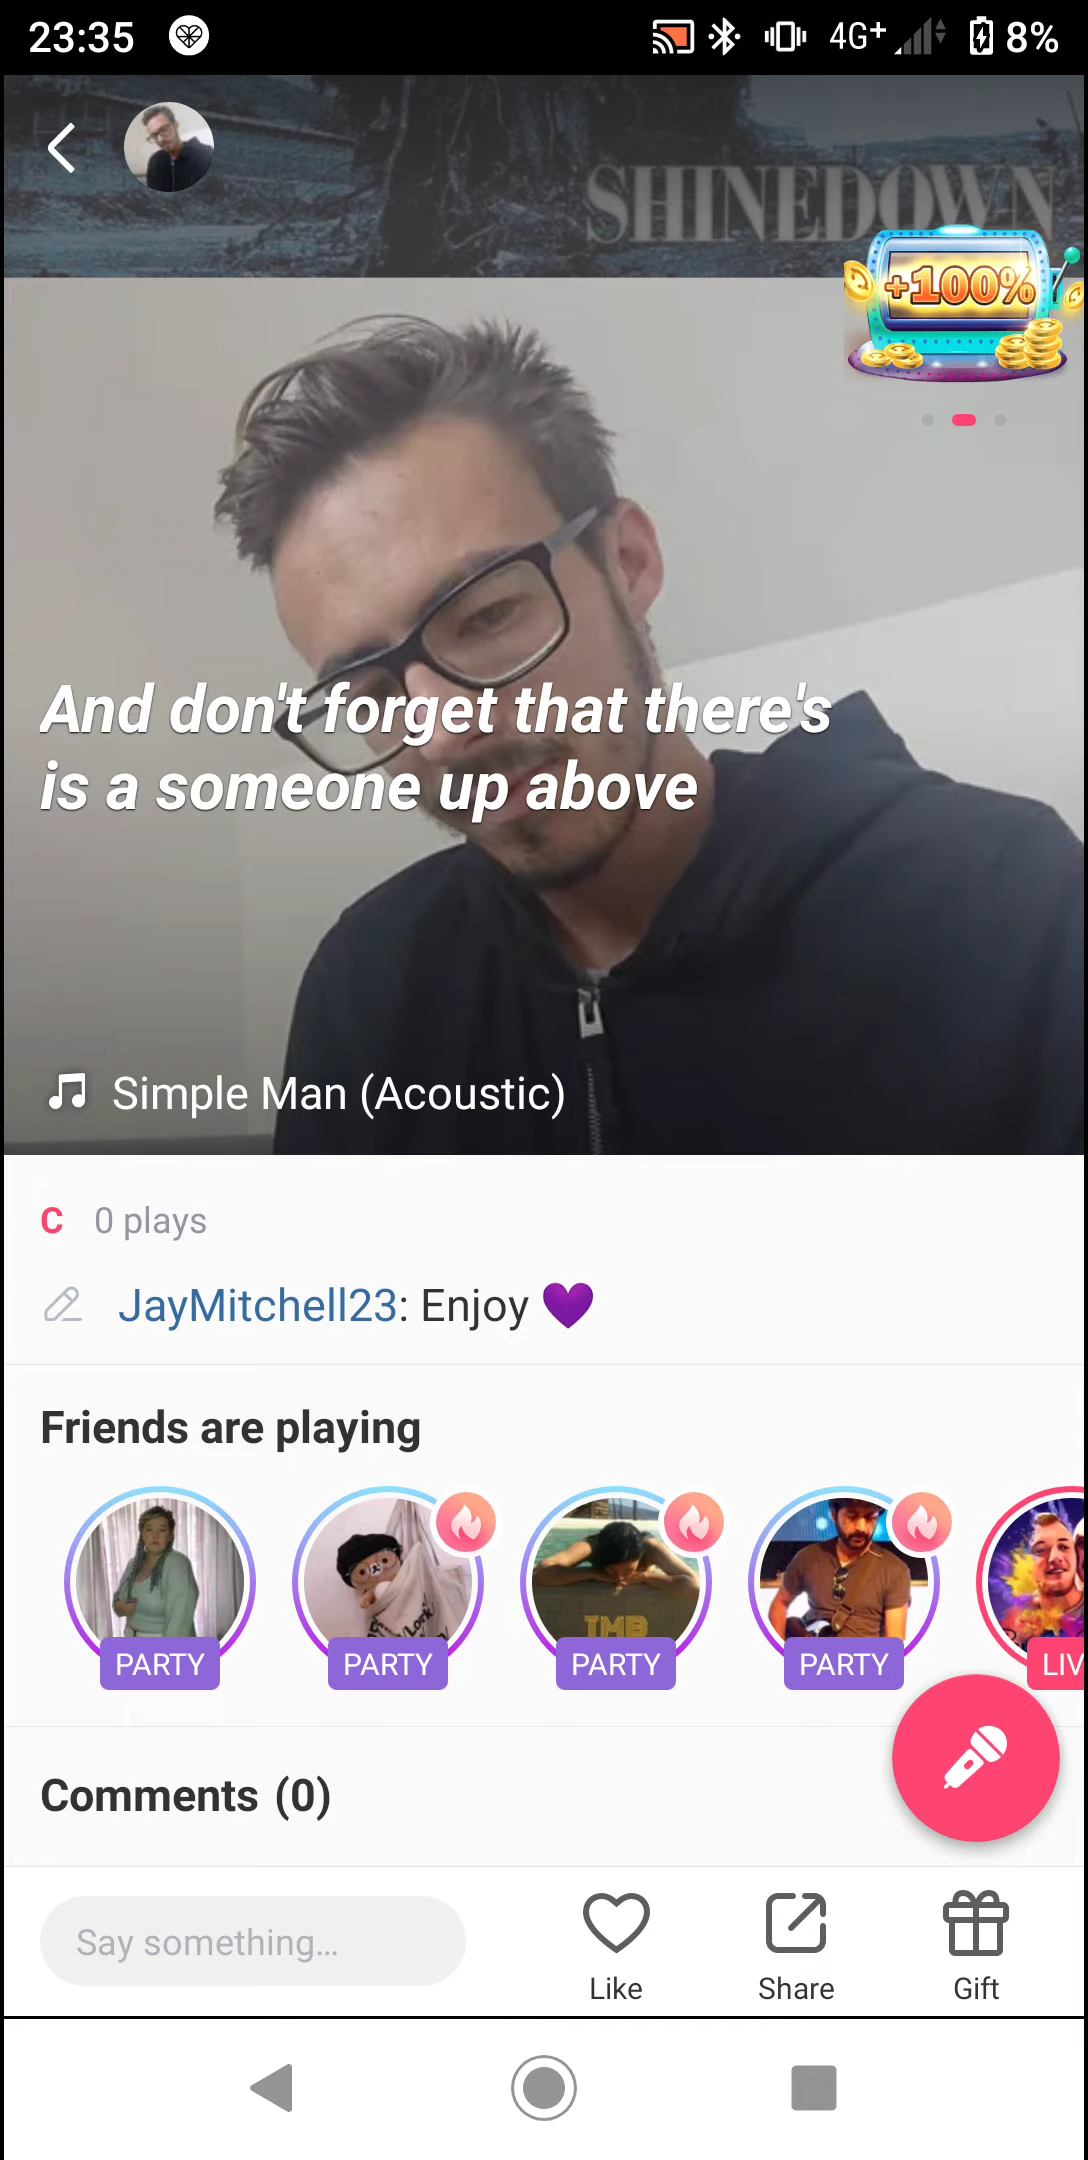 23:35
4G+
8%
SHINEDOWN
+100%
And don't forget that there's
is a someone up above
Simple Man (Acoustic)
C 0 plays
JayMitchell23: Enjoy 💜
Friends are playing
TMB
PARTY PARTY PARTY PARTY LIV
Comments (0)
Say something...
Like Share Gift